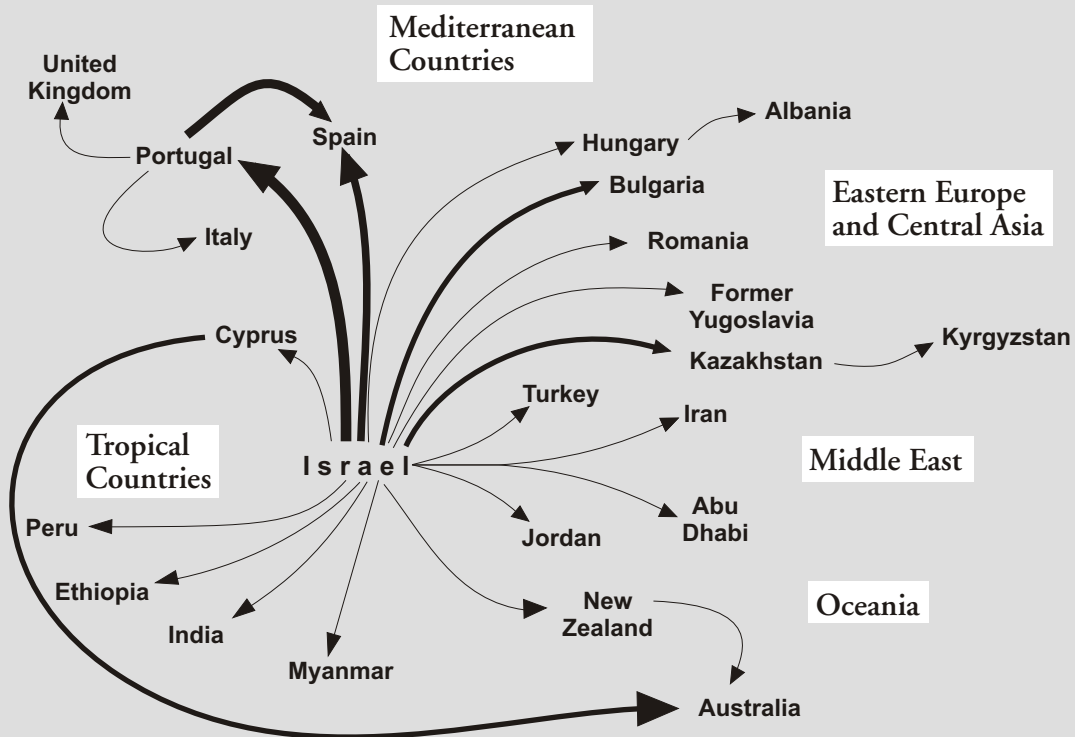 Mediterranean
Countries
United
Kingdom
Portugal
Spain
Italy
Hungary
Albania
Bulgaria
Eastern Europe
and Central Asia
Romania
Former
Yugoslavia
Cyprus
Kazakhstan
Kyrgyzstan
Turkey
Iran
Tropical
Countries
Israel
Middle East
Peru
Jordan
Abu
Dhabi
Ethiopia
India
Myanmar
New
Zealand
Oceania
Australia